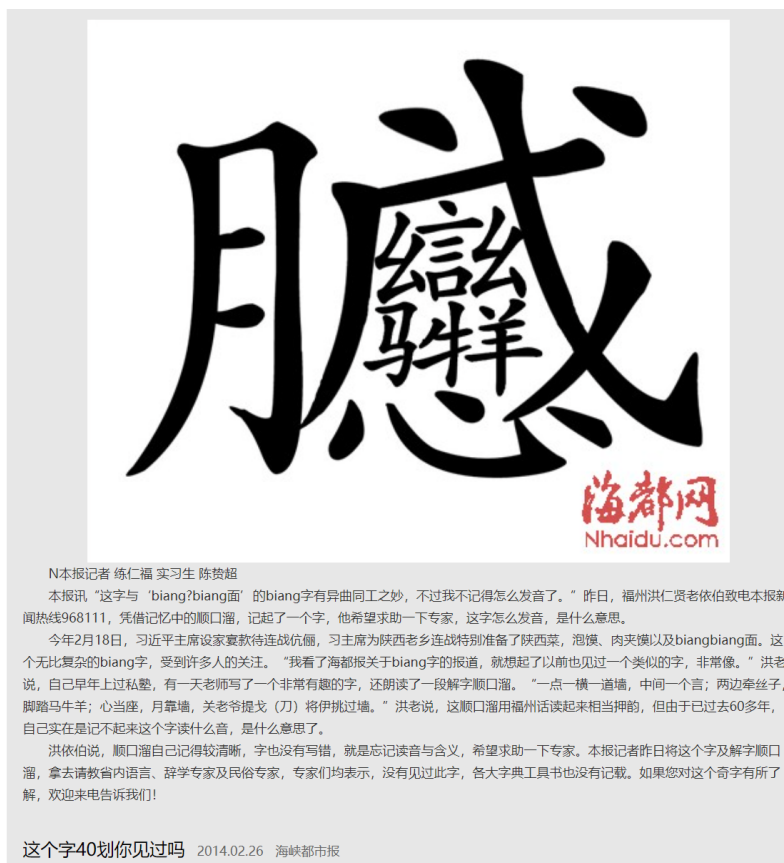 海都网
Nhaidu.com
N本报记者 练仁福 实习生 陈贽超
本报讯“这字与‘biang?biang面’的biang字有异曲同工之妙，不过我不记得怎么发音了。”昨日，福州洪仁贤老依伯致电本报新
闻热线968111，凭借记忆中的顺口溜，记起了一个字，他希望求助一下专家，这字怎么发音，是什么意思。
今年2月18日，习近平主席设家宴款待连战伉俪，习主席为陕西老乡连战特别准备了陕西菜，泡馍、肉夹馍以及biangbiang面。这
个无比复杂的biang字，受到许多人的关注。“我看了海都报关于biang字的报道，就想起了以前也见过一个类似的字，非常像。”洪老
说，自己早年上过私塾，有一天老师写了一个非常有趣的字，还朗读了一段解字顺口溜。“一点一横一道墙，中间一个言；两边牵丝子，
脚踏马牛羊；心当座，月靠墙，关老爷提戈（刀）将伊挑过墙。”洪老说，这顺口溜用福州话读起来相当押韵，但由于已过去60多年，
自己实在是记不起来这个字读什么音，是什么意思了。
洪依伯说，顺口溜自己记得较清晰，字也没有写错，就是忘记读音与含义，希望求助一下专家。本报记者昨日将这个字及解字顺口
溜，拿去请教省内语言、辞学专家及民俗专家，专家们均表示，没有见过此字，各大字典工具书也没有记载。如果您对这个奇字有所了
解，欢迎来电告诉我们！
这个字40划你见过吗 2014.02.26 海峡都市报